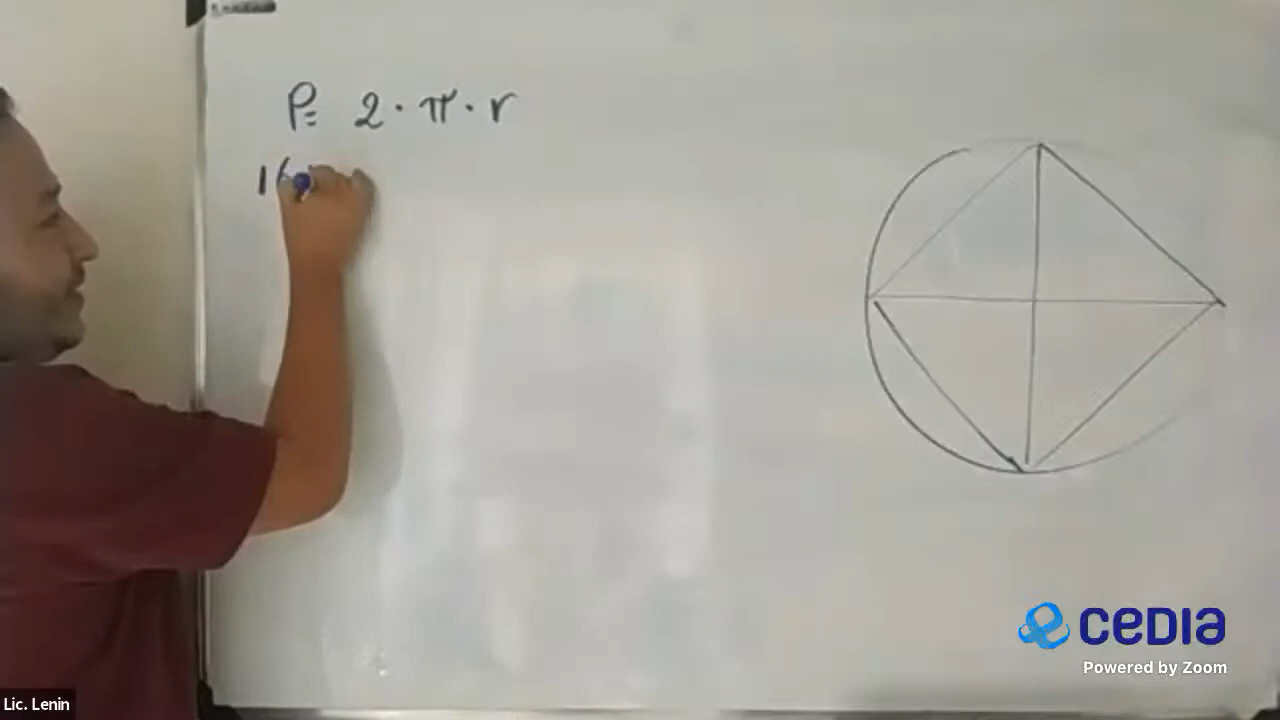 P= 2 · π · r
16
cedia
Powered by Zoom
Lic. Lenin